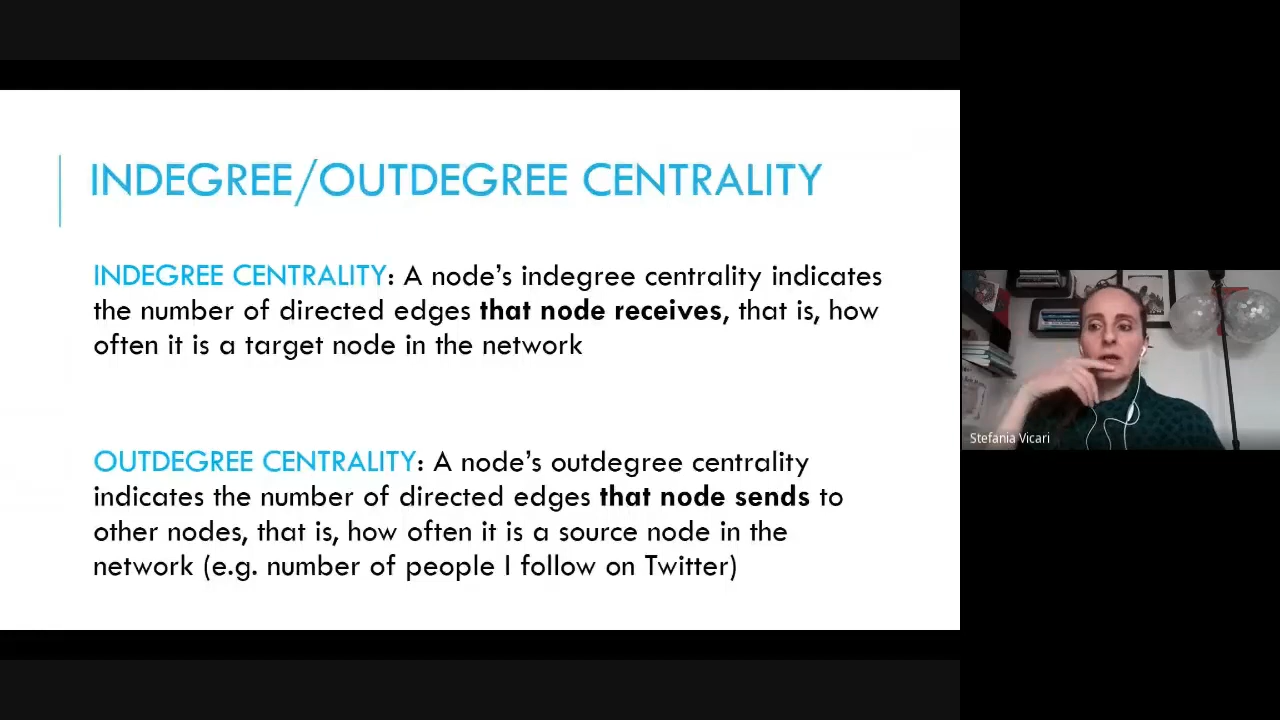 INDEGREE/OUTDEGREE CENTRALITY
INDEGREE CENTRALITY: A node’s indegree centrality indicates
the number of directed edges that node receives, that is, how
often it is a target node in the network
OUTDEGREE CENTRALITY: A node’s outdegree centrality
indicates the number of directed edges that node sends to
other nodes, that is, how often it is a source node in the
network (e.g. number of people I follow on Twitter)
Stefania Vicari